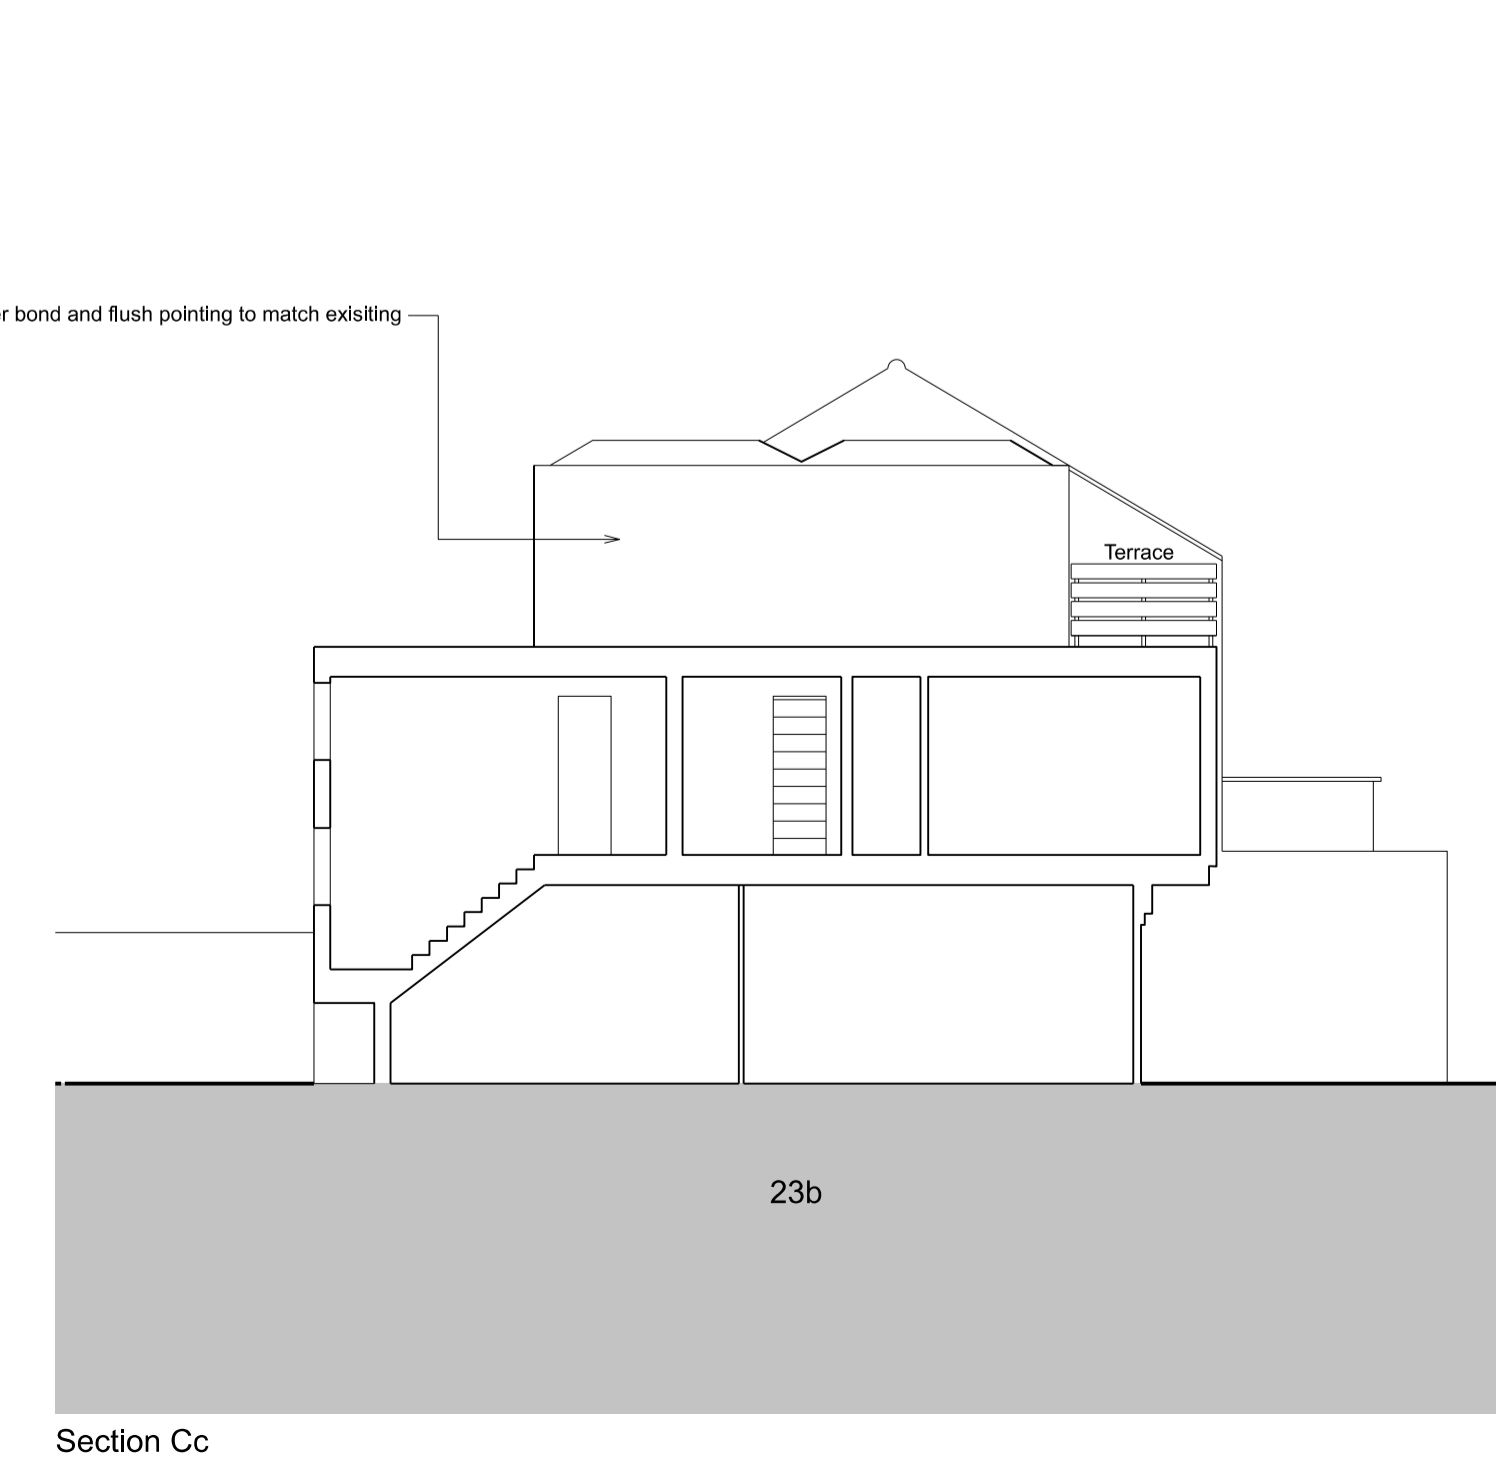 bond and flush pointing to match exisiting
Terrace
23b
Section Cc